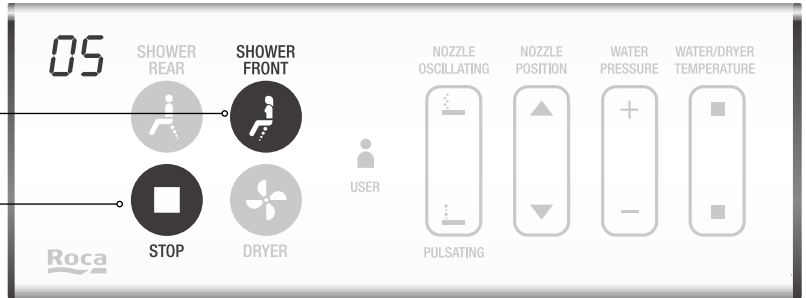 05
SHOWER
REAR
SHOWER
FRONT
NOZZLE
OSCILLATING
NOZZLE
POSITION
WATER
PRESSURE
WATER/DRYER
TEMPERATURE
USER
STOP
DRYER
PULSATING
Roca